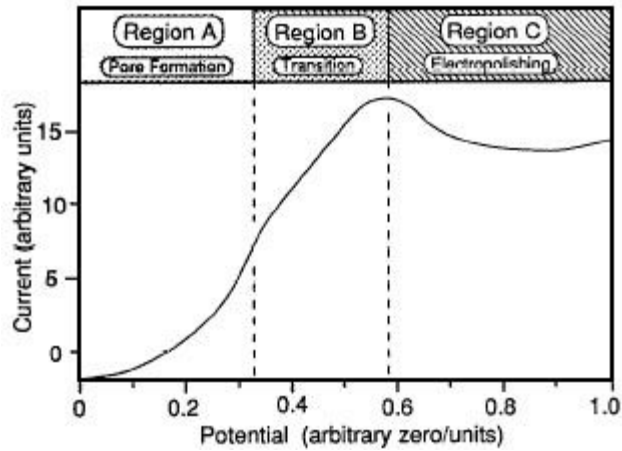 Region A Region B Region C
Pore Formation Transition Electropolishing
Current (arbitrary units)
15
10
5
0
0 0.2 0.4 0.6 0.8 1.0
Potential (arbitrary zero/units)